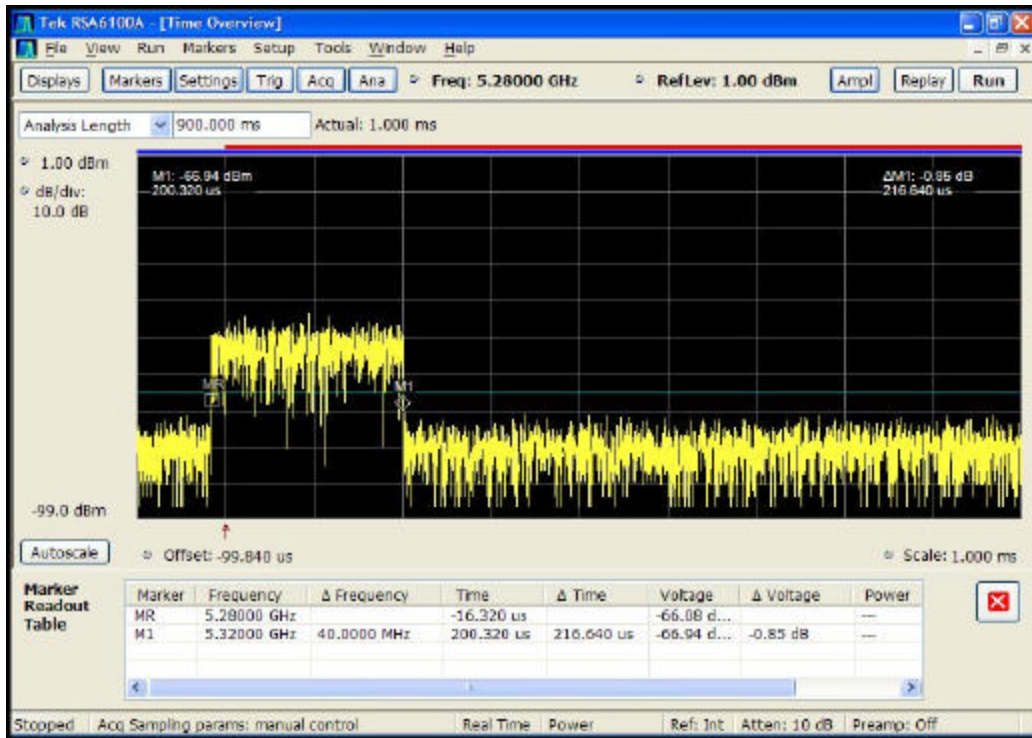 Tek RSA6100A - [Time Overview]
File View Run Markers Setup Tools Window Help
Displays Markers Settings Trig Acq Ana Freq: 5.28000 GHz RefLev: 1.00 dBm Ampl Replay Run
Analysis Length 900.000 ms Actual: 1.000 ms
1.00 dBm
dB/div:
10.0 dB
M1: -66.94 dBm
200.320 us
ΔM1: -0.85 dB
216.640 us
MR
M1
-99.0 dBm
Autoscale Offset: -99.840 us Scale: 1.000 ms
Marker
Readout
Table
Marker Frequency Δ Frequency Time Δ Time Voltage Δ Voltage Power
MR 5.28000 GHz -16.320 us -66.08 d... ---
M1 5.32000 GHz 40.0000 MHz 200.320 us 216.640 us -66.94 d... -0.85 dB ---
Stopped Acq Sampling params: manual control Real Time Power Ref: Int Atten: 10 dB Preamp: Off